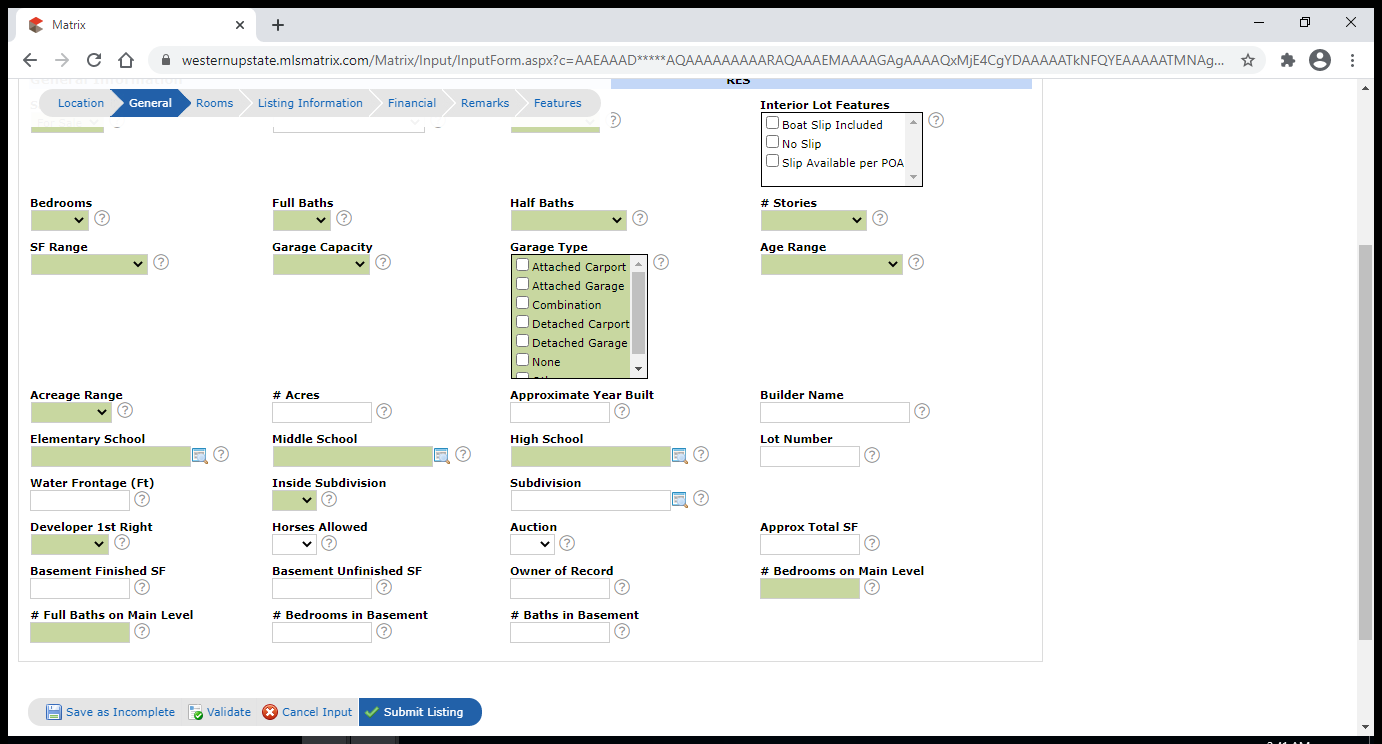 Matrix
westernupstate.mlsmatrix.com/Matrix/Input/InputForm.aspx?c=AAEAAAD*****AQAAAAAAAAARAQAAAEMAAAAGAgAAAAQxMjE4CgYDAAAAATkNFQYEAAAAATMNAg...
RES
Location General Rooms Listing Information Financial Remarks Features
Interior Lot Features
Boat Slip Included
No Slip
Slip Available per POA
Bedrooms Full Baths Half Baths # Stories
SF Range Garage Capacity Garage Type Age Range
Attached Carport
Attached Garage
Combination
Detached Carport
Detached Garage
None
Acreage Range # Acres Approximate Year Built Builder Name
Elementary School Middle School High School Lot Number
Water Frontage (Ft) Inside Subdivision Subdivision
Developer 1st Right Horses Allowed Auction Approx Total SF
Basement Finished SF Basement Unfinished SF Owner of Record # Bedrooms on Main Level
# Full Baths on Main Level # Bedrooms in Basement # Baths in Basement
Save as Incomplete Validate Cancel Input Submit Listing